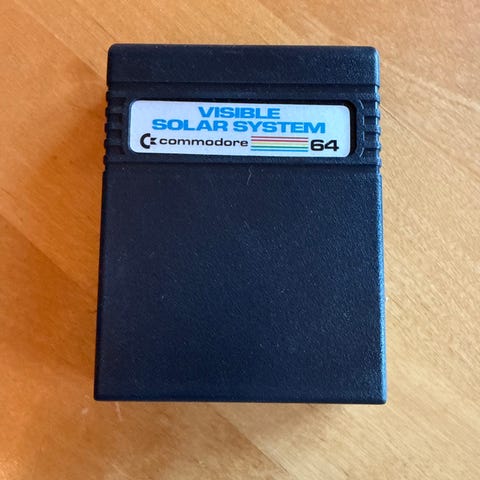 VISIBLE
SOLAR SYSTEM
commodore 64